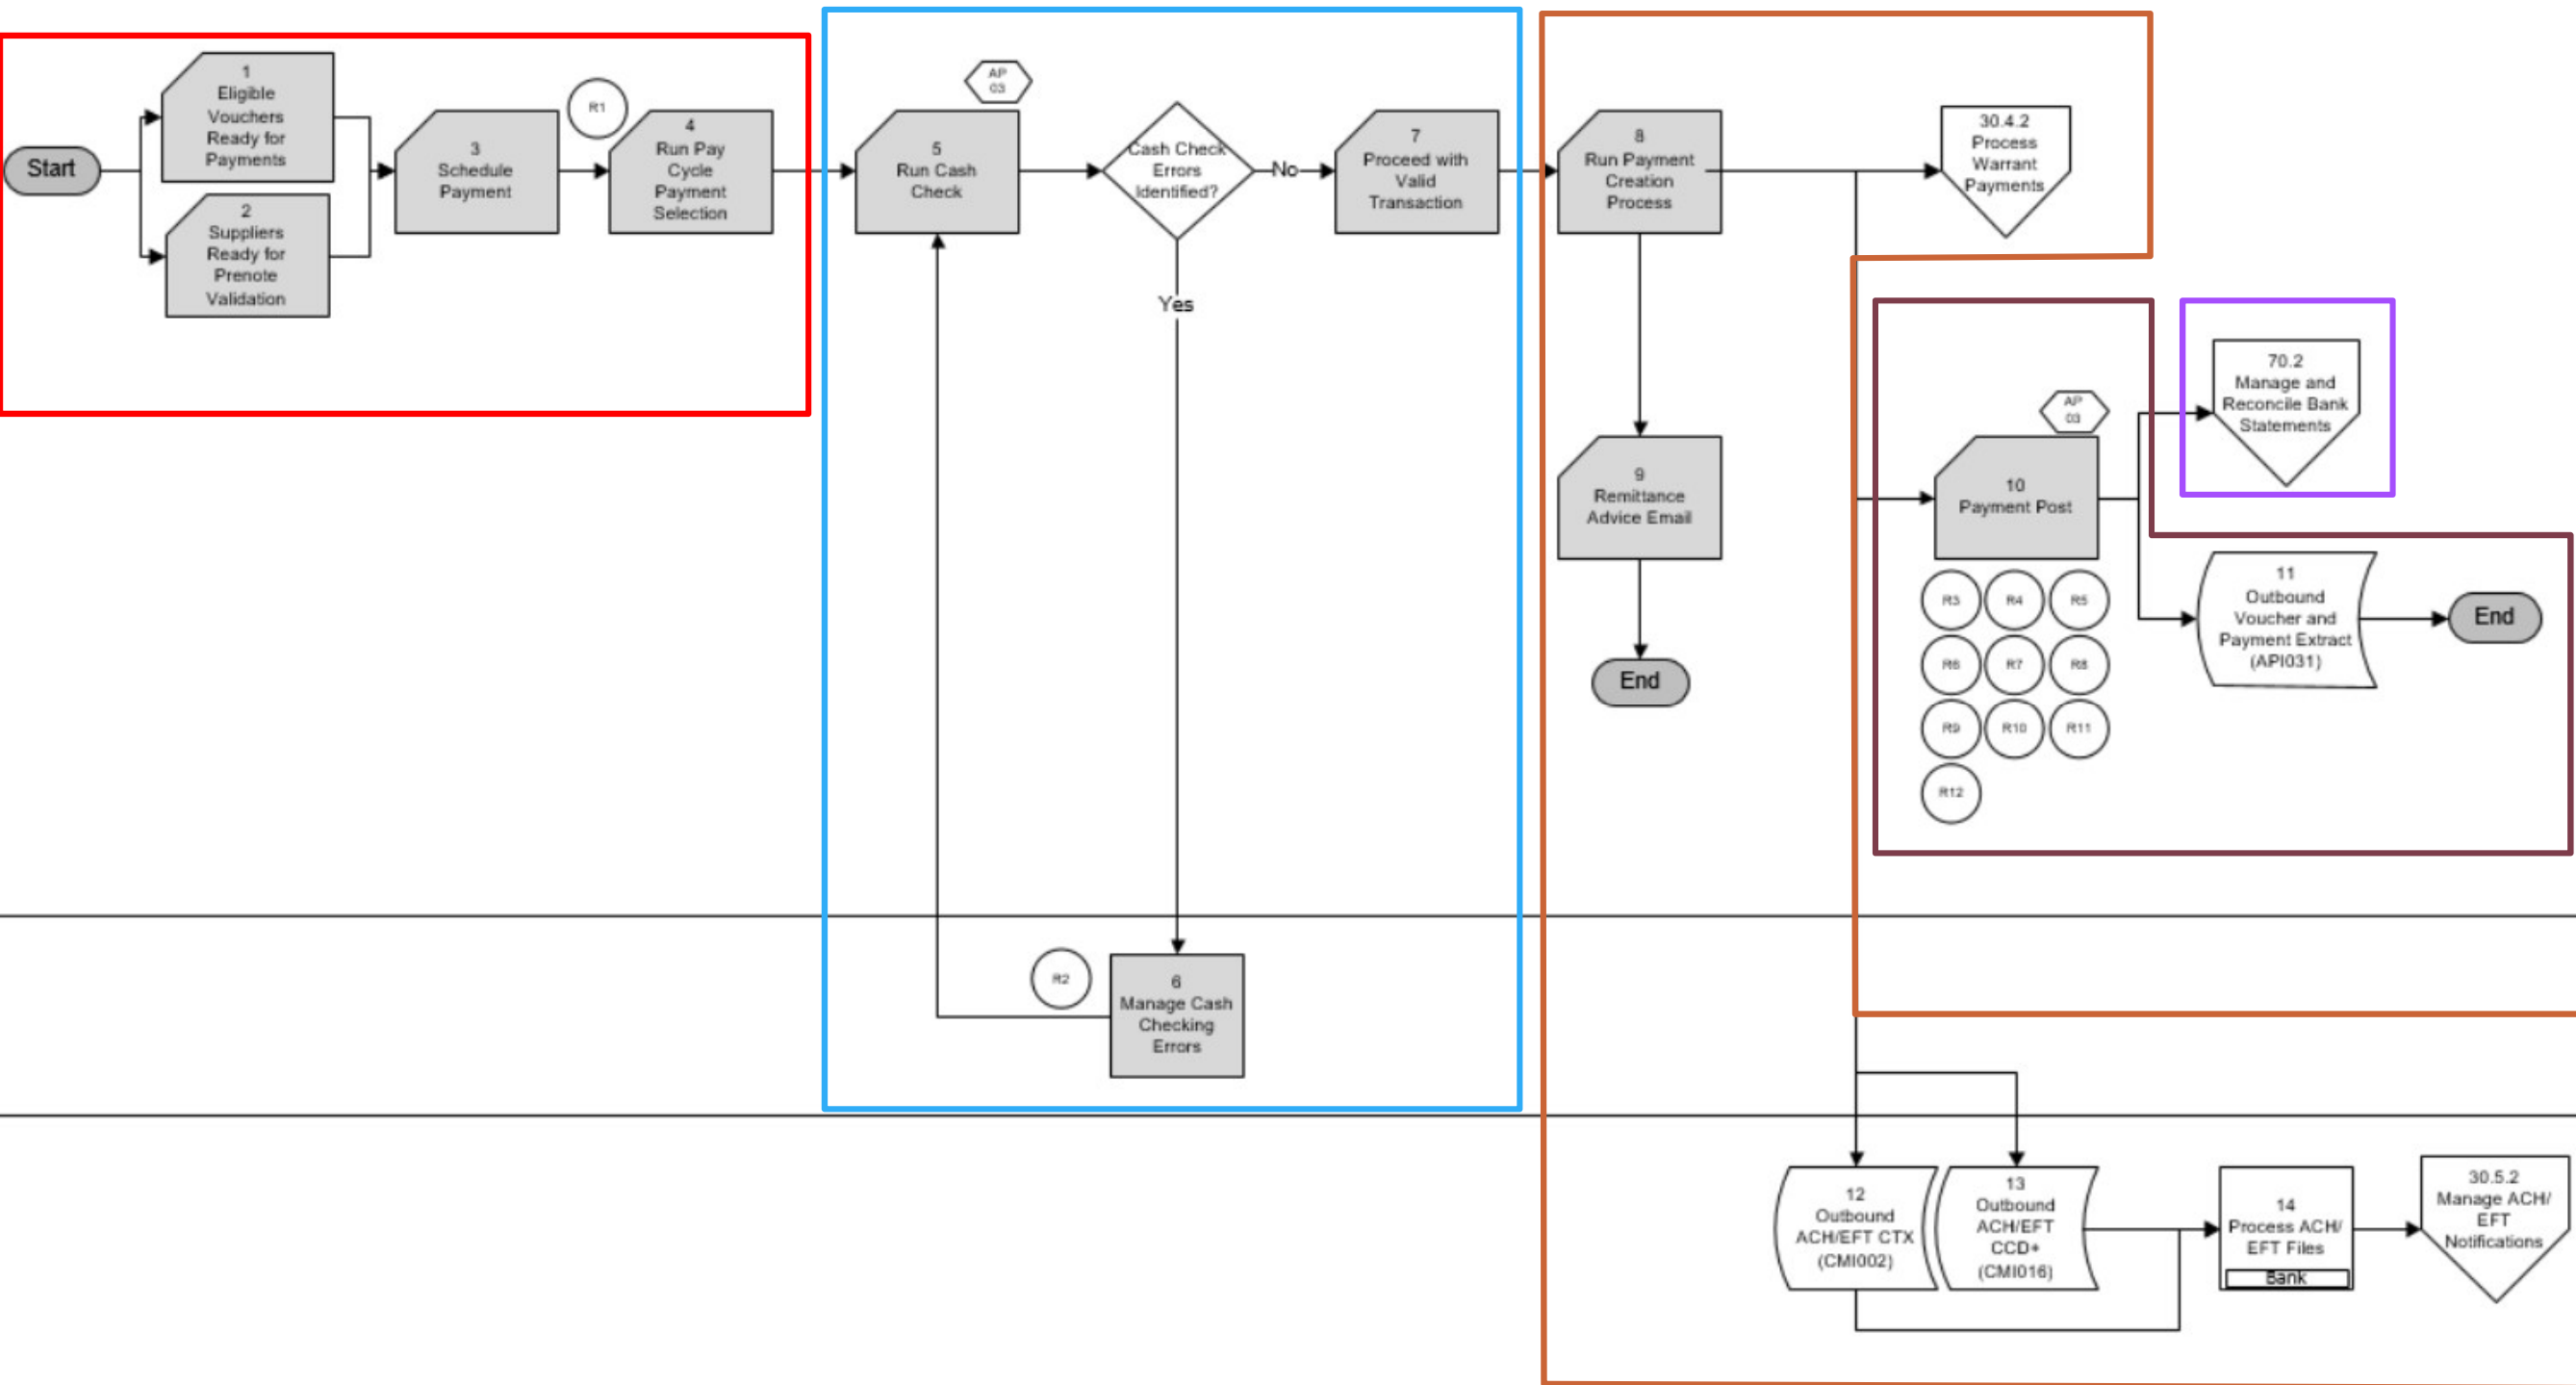 Start
1
Eligible
Vouchers
Ready for
Payments
2
Suppliers
Ready for
Prenote
Validation
3
Schedule
Payment
R1
4
Run Pay
Cycle
Payment
Selection
AP
03
5
Run Cash
Check
Cash Check
Errors
Identified?
No
Yes
7
Proceed with
Valid
Transaction
R2
6
Manage Cash
Checking
Errors
8
Run Payment
Creation
Process
30.4.2
Process
Warrant
Payments
9
Remittance
Advice Email
End
AP
03
10
Payment Post
R3 R4 R5
R6 R7 R8
R9 R10 R11
R12
70.2
Manage and
Reconcile Bank
Statements
11
Outbound
Voucher and
Payment Extract
(API031)
End
12
Outbound
ACH/EFT CTX
(CMI002)
13
Outbound
ACH/EFT
CCD+
(CMI016)
14
Process ACH/
EFT Files
Bank
30.5.2
Manage ACH/
EFT
Notifications